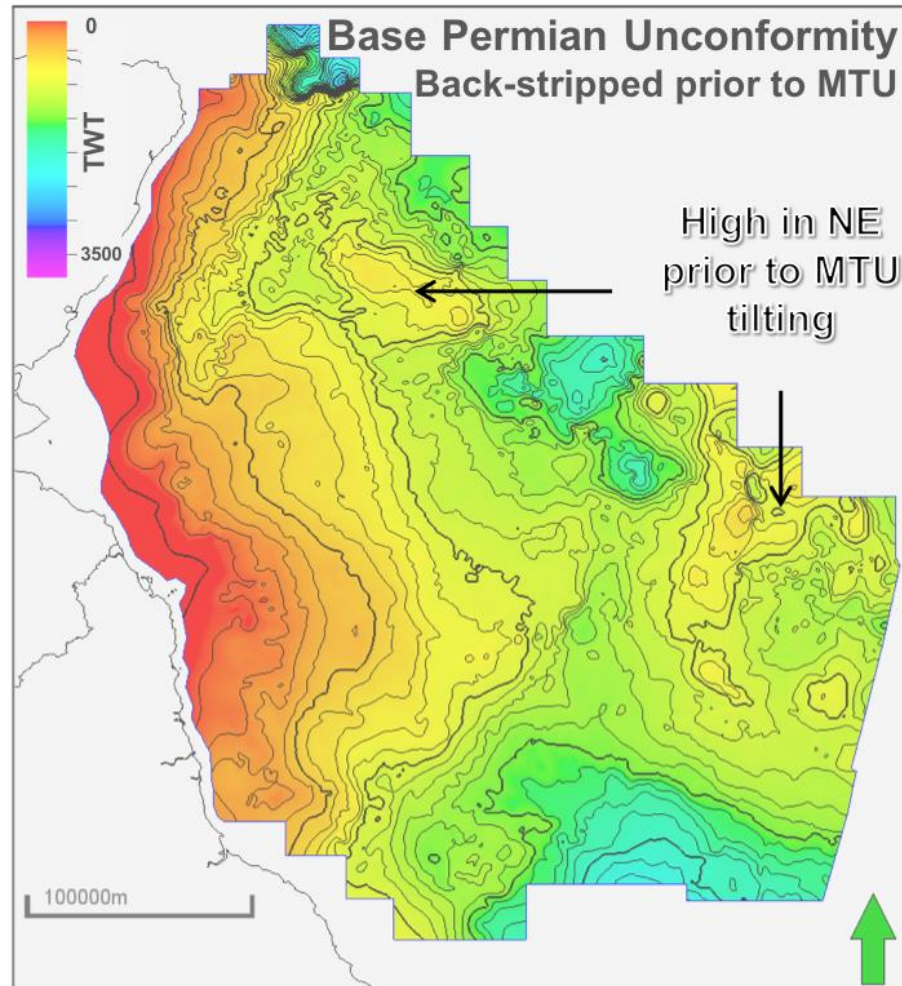 Base Permian Unconformity
Back-stripped prior to MTU
0
TWT
3500
High in NE
prior to MTU
tilting
100000m